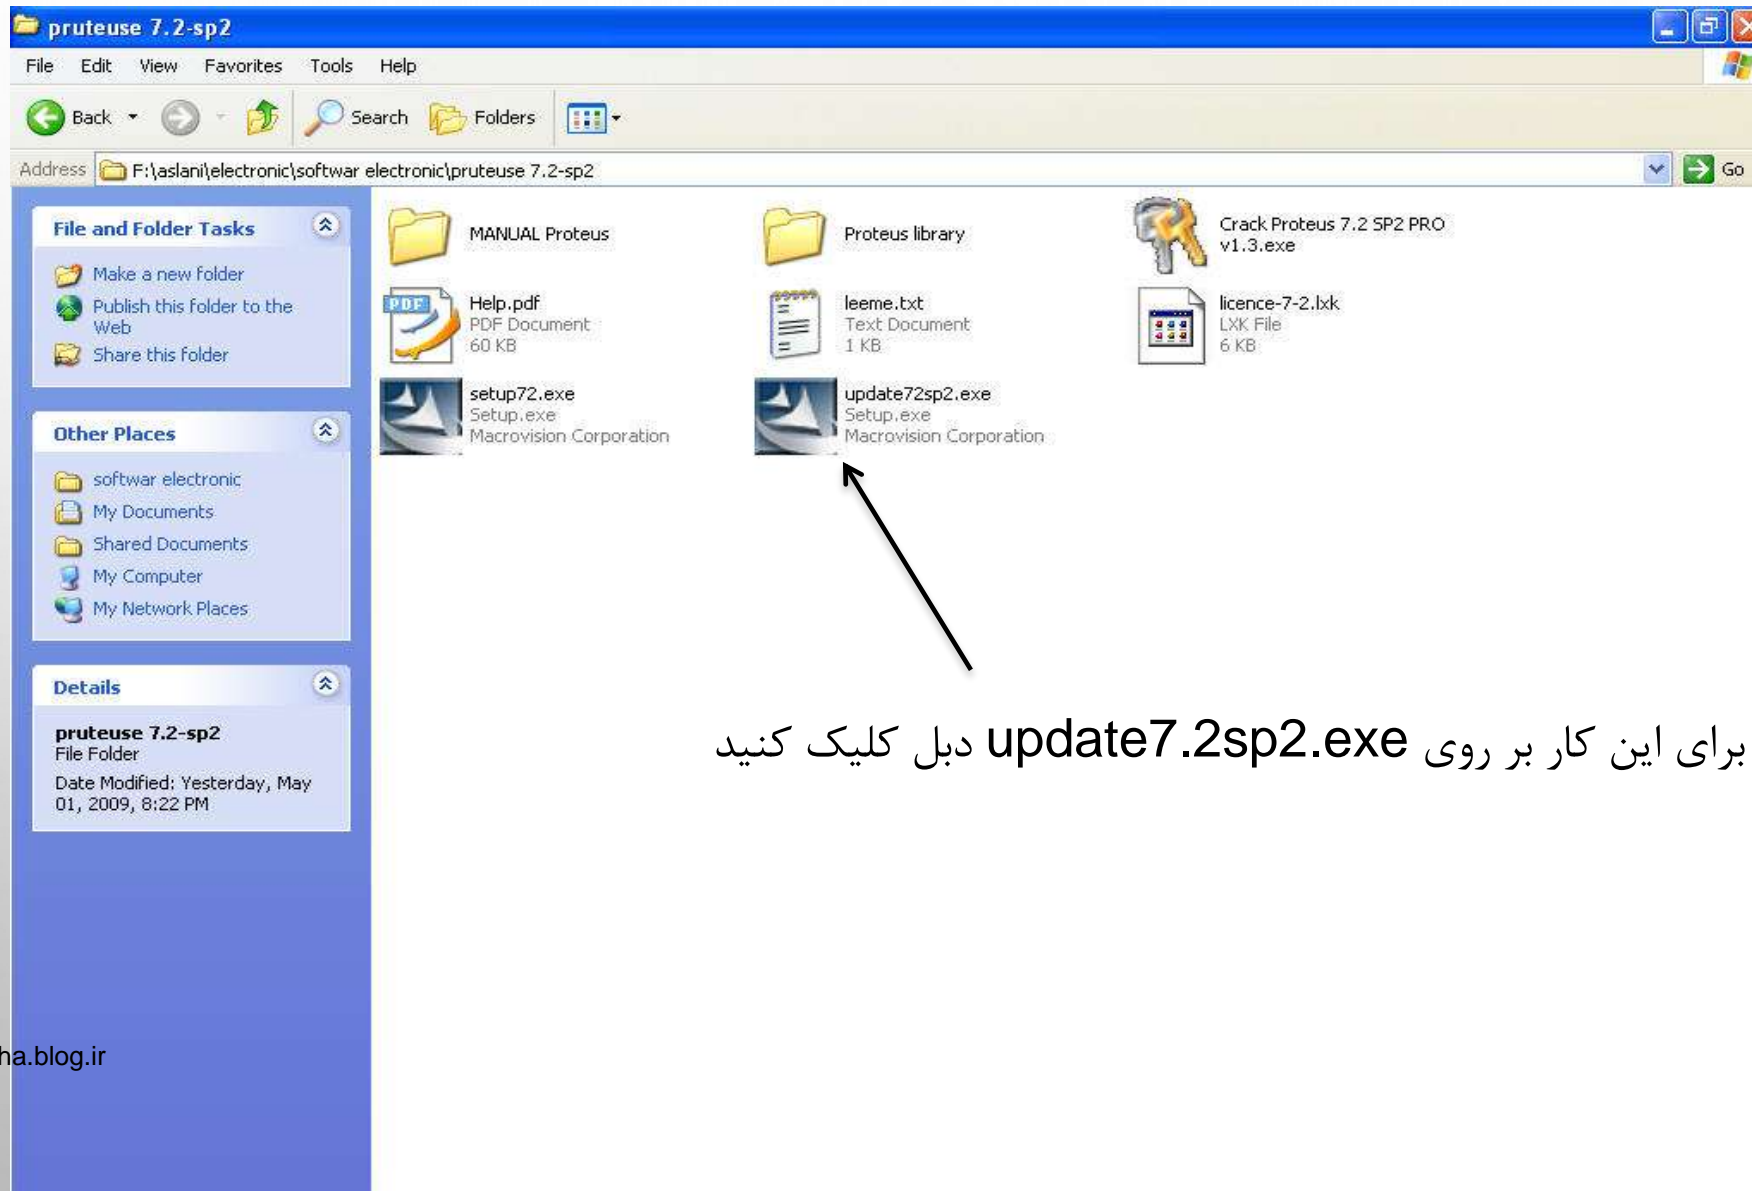 pruteuse 7.2-sp2
File Edit View Favorites Tools Help
Back Search Folders
Address F:\aslani\electronic\softwar electronic\pruteuse 7.2-sp2 Go
File and Folder Tasks
Make a new folder
Publish this folder to the
Web
Share this folder
Other Places
softwar electronic
My Documents
Shared Documents
My Computer
My Network Places
Details
pruteuse 7.2-sp2
File Folder
Date Modified: Yesterday, May
01, 2009, 8:22 PM
MANUAL Proteus
Proteus library
Crack Proteus 7.2 SP2 PRO
v1.3.exe
Help.pdf
PDF Document
60 KB
leeme.txt
Text Document
1 KB
licence-7-2.lxk
LXK File
6 KB
setup72.exe
Setup.exe
Macrovision Corporation
update72sp2.exe
Setup.exe
Macrovision Corporation
برای این کار بر روی update7.2sp2.exe دبل کلیک کنید
ha.blog.ir